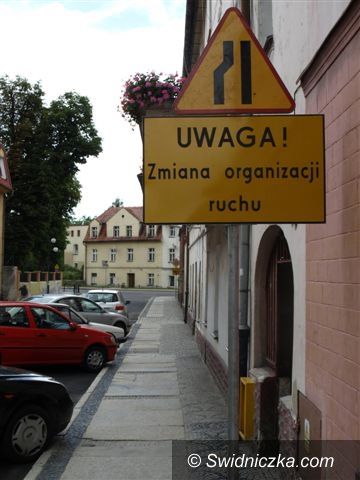 UWAGA !
Zmiana organizacji
ruchu
© Swidniczka.com